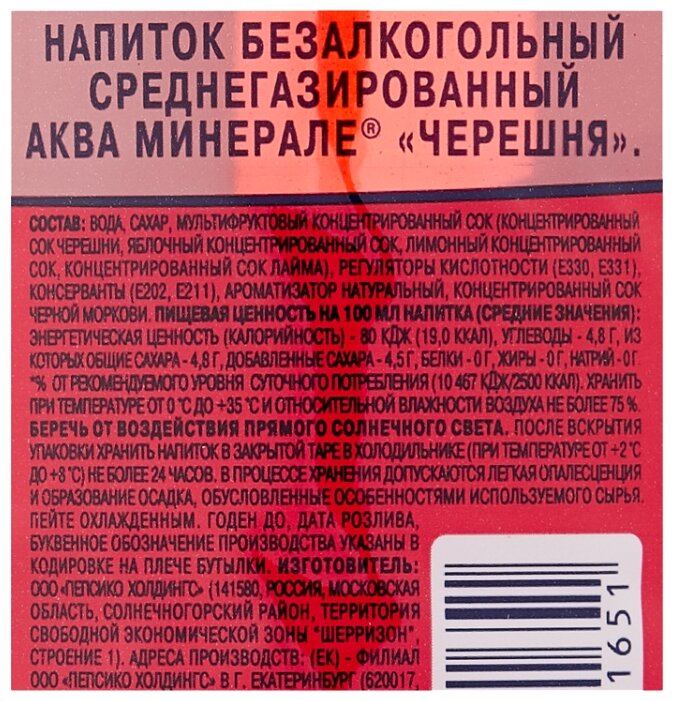 НАПИТОК БЕЗАЛКОГОЛЬНЫЙ
СРЕДНЕГАЗИРОВАННЫЙ
АКВА МИНЕРАЛЕ® «ЧЕРЕШНЯ».
СОСТАВ: ВОДА, САХАР, МУЛЬТИФРУКТОВЫЙ КОНЦЕНТРИРОВАННЫЙ СОК (КОНЦЕНТРИРОВАННЫЙ
СОК ЧЕРЕШНИ, ЯБЛОЧНЫЙ КОНЦЕНТРИРОВАННЫЙ СОК, ЛИМОННЫЙ КОНЦЕНТРИРОВАННЫЙ
СОК, КОНЦЕНТРИРОВАННЫЙ СОК ЛАЙМА), РЕГУЛЯТОРЫ КИСЛОТНОСТИ (Е330, Е331),
КОНСЕРВАНТЫ (Е202, Е211), АРОМАТИЗАТОР НАТУРАЛЬНЫЙ, КОНЦЕНТРИРОВАННЫЙ СОК
ЧЕРНОЙ МОРКОВИ. ПИЩЕВАЯ ЦЕННОСТЬ НА 100 МЛ НАПИТКА (СРЕДНИЕ ЗНАЧЕНИЯ):
ЭНЕРГЕТИЧЕСКАЯ ЦЕННОСТЬ (КАЛОРИЙНОСТЬ) - 80 КДЖ (19,0 ККАЛ), УГЛЕВОДЫ - 4,8 Г, ИЗ
КОТОРЫХ ОБЩИЕ САХАРА - 4,8 Г, ДОБАВЛЕННЫЕ САХАРА - 4,5 Г, БЕЛКИ - 0 Г, ЖИРЫ - 0 Г, НАТРИЙ - 0 Г.
*% ОТ РЕКОМЕНДУЕМОГО УРОВНЯ СУТОЧНОГО ПОТРЕБЛЕНИЯ (10 467 КДЖ/2500 ККАЛ). ХРАНИТЬ
ПРИ ТЕМПЕРАТУРЕ ОТ 0 °С ДО +35 °С И ОТНОСИТЕЛЬНОЙ ВЛАЖНОСТИ ВОЗДУХА НЕ БОЛЕЕ 75 %.
БЕРЕЧЬ ОТ ВОЗДЕЙСТВИЯ ПРЯМОГО СОЛНЕЧНОГО СВЕТА. ПОСЛЕ ВСКРЫТИЯ
УПАКОВКИ ХРАНИТЬ НАПИТОК В ЗАКРЫТОЙ ТАРЕ В ХОЛОДИЛЬНИКЕ (ПРИ ТЕМПЕРАТУРЕ ОТ +2 °С
ДО +8 °С) НЕ БОЛЕЕ 24 ЧАСОВ. В ПРОЦЕССЕ ХРАНЕНИЯ ДОПУСКАЮТСЯ ЛЕГКАЯ ОПАЛЕСЦЕНЦИЯ
И ОБРАЗОВАНИЕ ОСАДКА, ОБУСЛОВЛЕННЫЕ ОСОБЕННОСТЯМИ ИСПОЛЬЗУЕМОГО СЫРЬЯ.
ПЕЙТЕ ОХЛАЖДЕННЫМ. ГОДЕН ДО, ДАТА РОЗЛИВА,
БУКВЕННОЕ ОБОЗНАЧЕНИЕ ПРОИЗВОДСТВА УКАЗАНЫ В
КОДИРОВКЕ НА ПЛЕЧЕ БУТЫЛКИ. ИЗГОТОВИТЕЛЬ:
ООО «ПЕПСИКО ХОЛДИНГС» (141580, РОССИЯ, МОСКОВСКАЯ
ОБЛАСТЬ, СОЛНЕЧНОГОРСКИЙ РАЙОН, ТЕРРИТОРИЯ
СВОБОДНОЙ ЭКОНОМИЧЕСКОЙ ЗОНЫ "ШЕРРИЗОН",
СТРОЕНИЕ 1). АДРЕСА ПРОИЗВОДСТВ: (ЕК) - ФИЛИАЛ
ООО «ПЕПСИКО ХОЛДИНГС» В Г. ЕКАТЕРИНБУРГ (620017,
1651